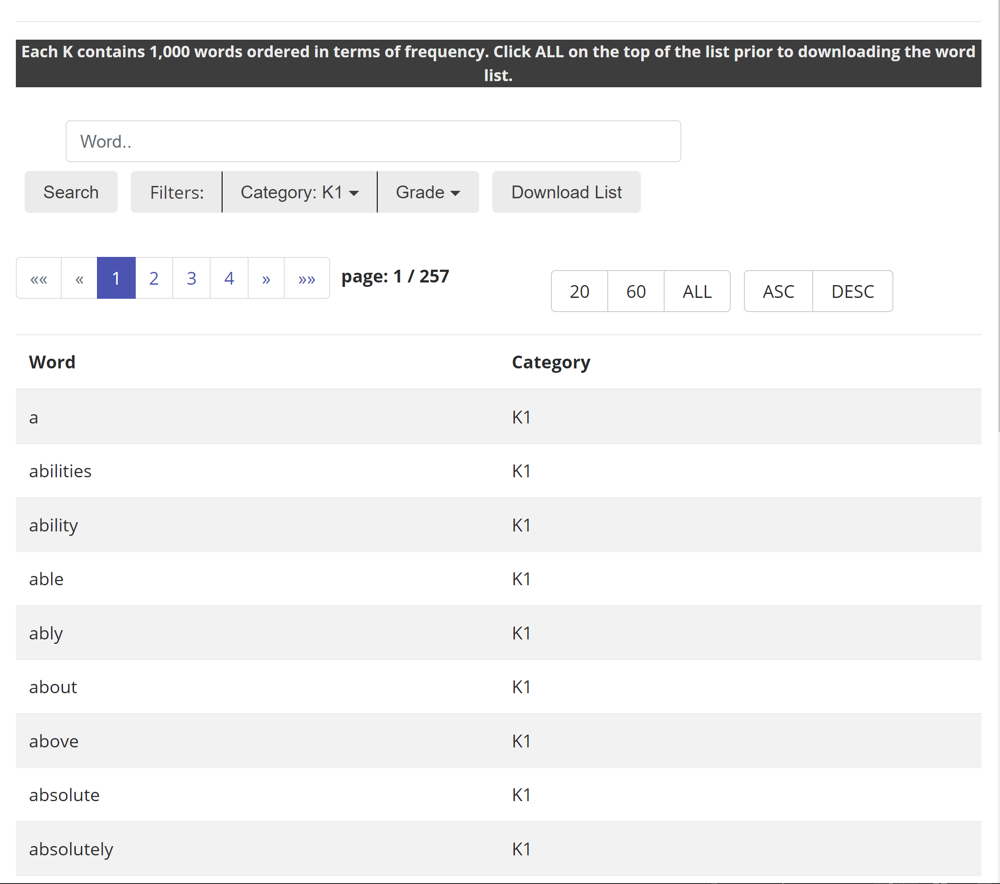 Each K contains 1,000 words ordered in terms of frequency. Click ALL on the top of the list prior to downloading the word
list.
Word..
Search Filters: Category: K1 Grade Download List
«« « 1 2 3 4 » »» page: 1 / 257 20 60 ALL ASC DESC
Word Category
a K1
abilities K1
ability K1
able K1
ably K1
about K1
above K1
absolute K1
absolutely K1